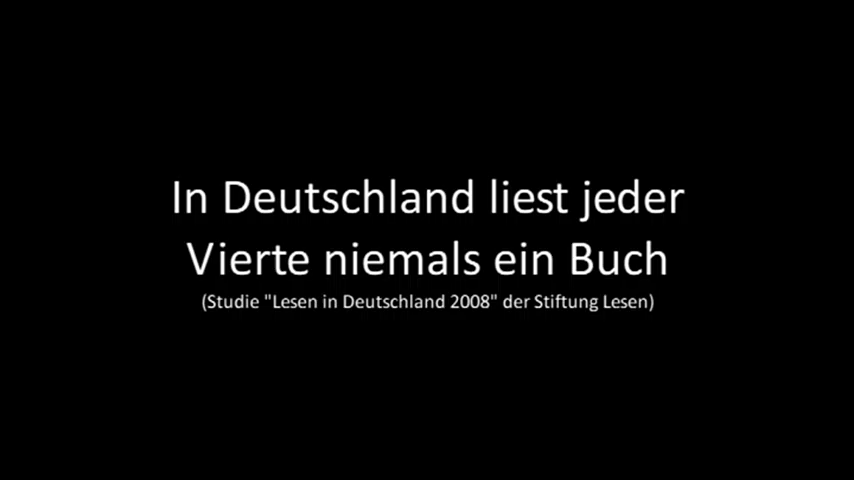 In Deutschland liest jeder
Vierte niemals ein Buch
(Studie "Lesen in Deutschland 2008" der Stiftung Lesen)